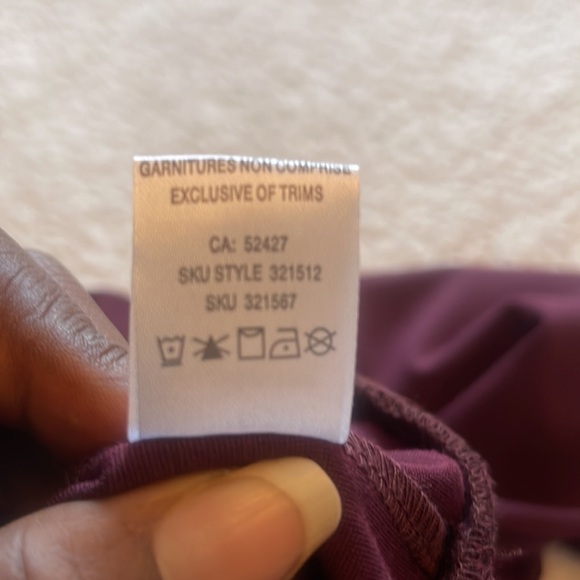 GARNITURES NON COMPRISE
EXCLUSIVE OF TRIMS
CA: 52427
SKU STYLE 321512
SKU 321567